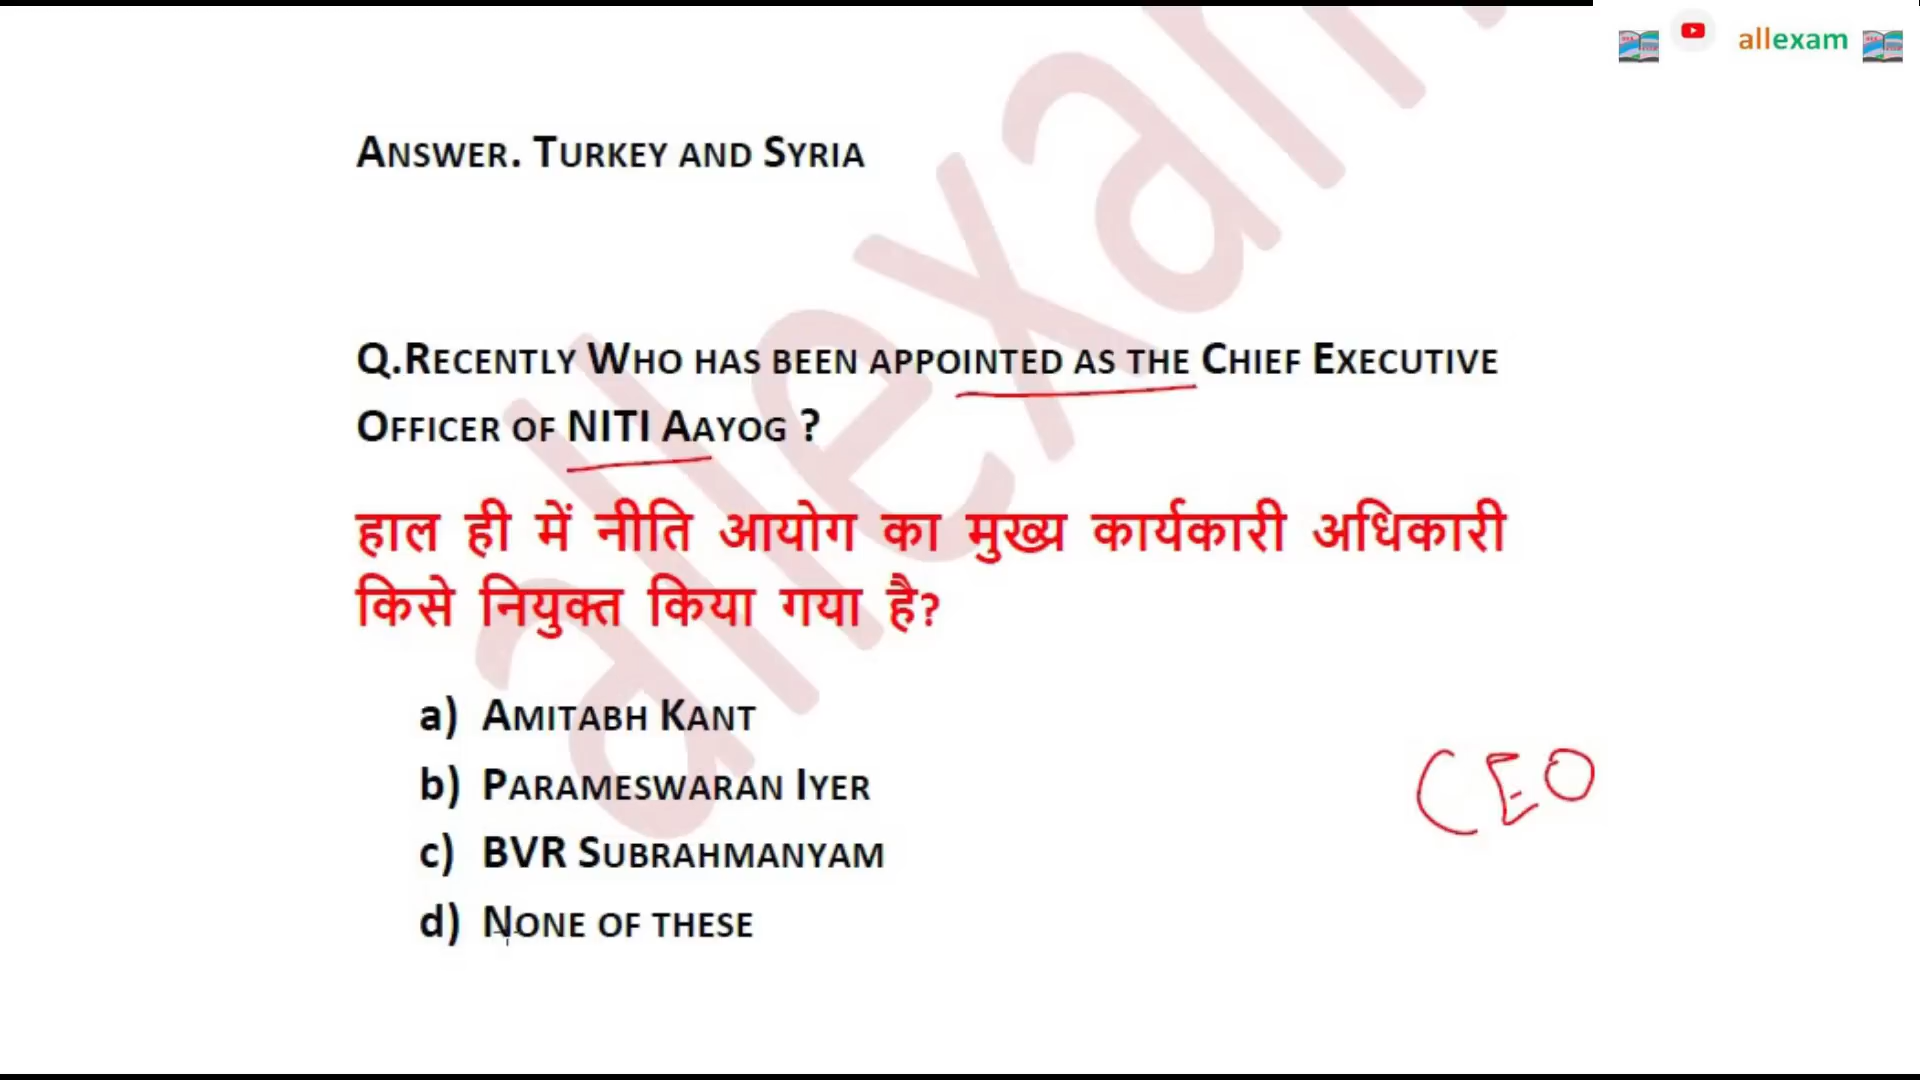 allexam
ANSWER. TURKEY AND SYRIA
Q.RECENTLY WHO HAS BEEN APPOINTED AS THE CHIEF EXECUTIVE
OFFICER OF NITI AAYOG ?
हाल ही में नीति आयोग का मुख्य कार्यकारी अधिकारी
किसे नियुक्त किया गया है?
a) AMITABH KANT
b) PARAMESWARAN IYER
c) BVR SUBRAHMANYAM
d) NONE OF THESE
CEO
allexam